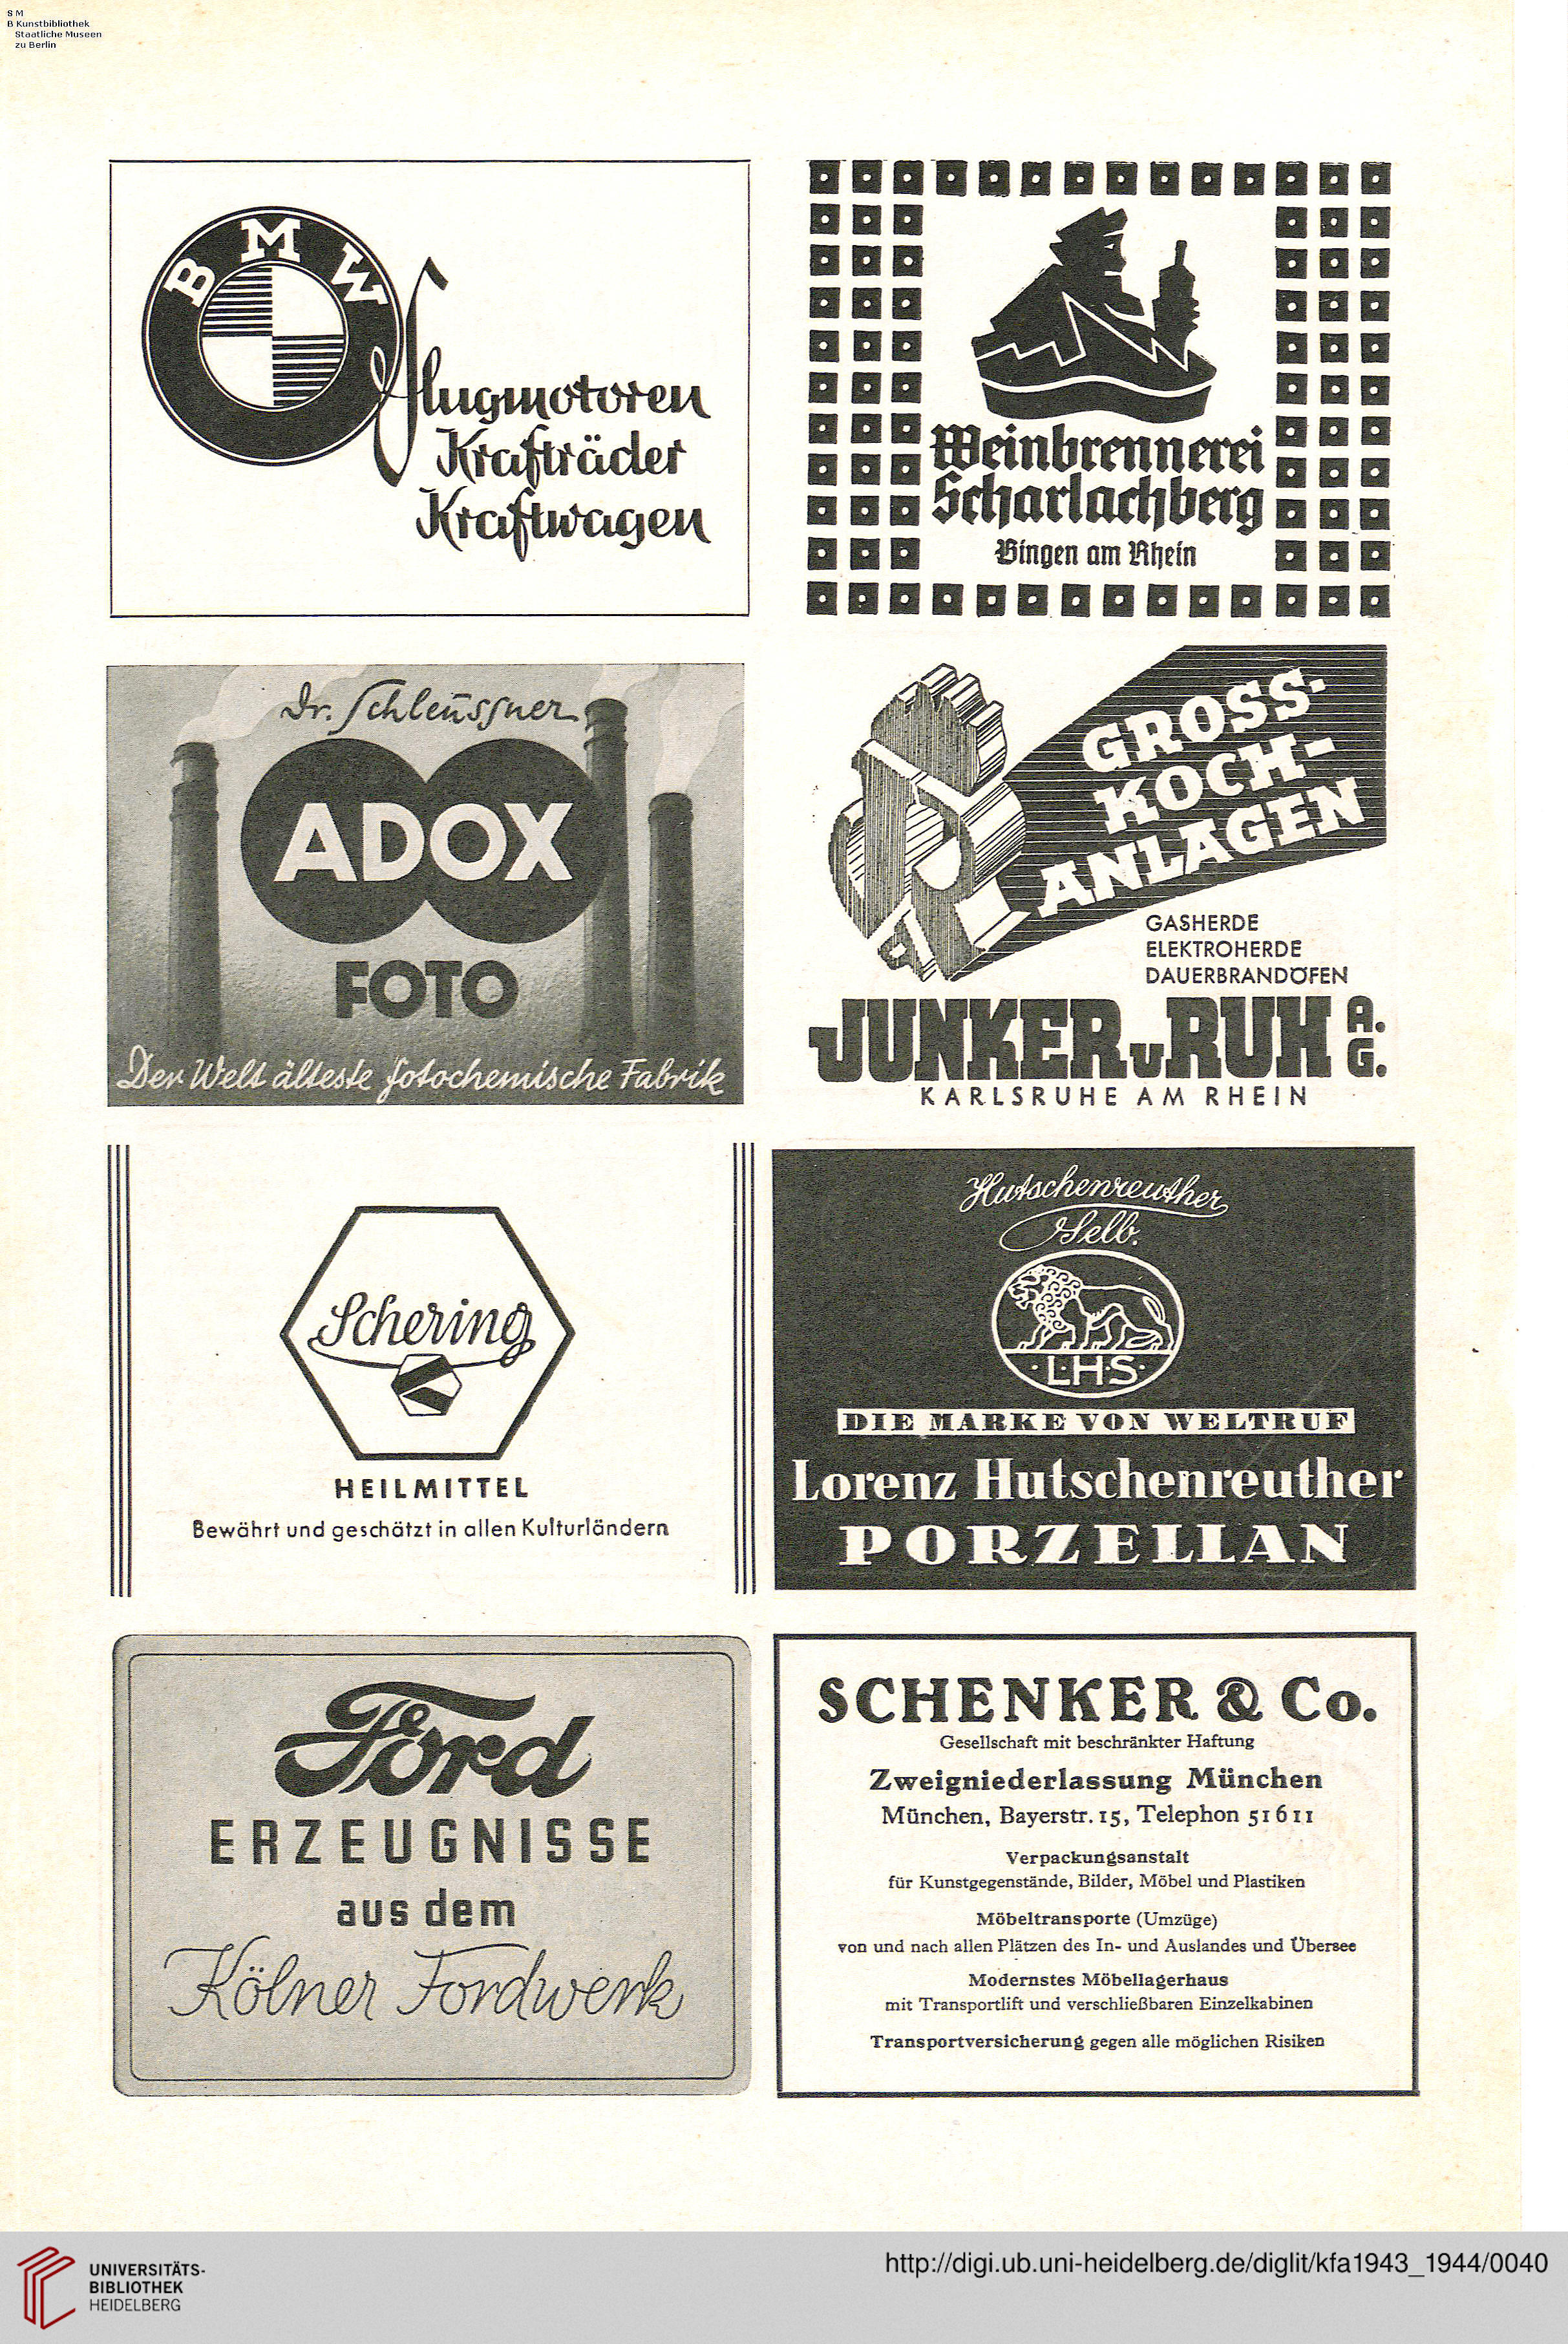 S M
B Kunstbibliothek
Staatliche Museen
zu Berlin
BMW
Flugmotoren
Krafträder
Kraftwagen
Weinbrennerei
Scharlachberg
Bingen am Rhein
Dr. Schleussner
ADOX
FOTO
Der Welt älteste fotochemische Fabrik
GROSS-
KOCH-
ANLAGEN
GASHERDE
ELEKTROHERDE
DAUERBRANDÖFEN
JUNKER u. RUH A.G.
KARLSRUHE AM RHEIN
Schering
HEILMITTEL
Bewährt und geschätzt in allen Kulturländern
Hutschenreuther
Selb.
·L·H·S·
DIE MARKE VON WELTRUF
Lorenz Hutschenreuther
PORZELLAN
Ford
ERZEUGNISSE
aus dem
Kölner Fordwerk
SCHENKER & Co.
Gesellschaft mit beschränkter Haftung
Zweigniederlassung München
München, Bayerstr. 15, Telephon 51611
Verpackungsanstalt
für Kunstgegenstände, Bilder, Möbel und Plastiken
Möbeltransporte (Umzüge)
von und nach allen Plätzen des In- und Auslandes und Übersee
Modernstes Möbellagerhaus
mit Transportlift und verschließbaren Einzelkabinen
Transportversicherung gegen alle möglichen Risiken
UNIVERSITÄTS-
BIBLIOTHEK
HEIDELBERG
http://digi.ub.uni-heidelberg.de/diglit/kfa1943_1944/0040